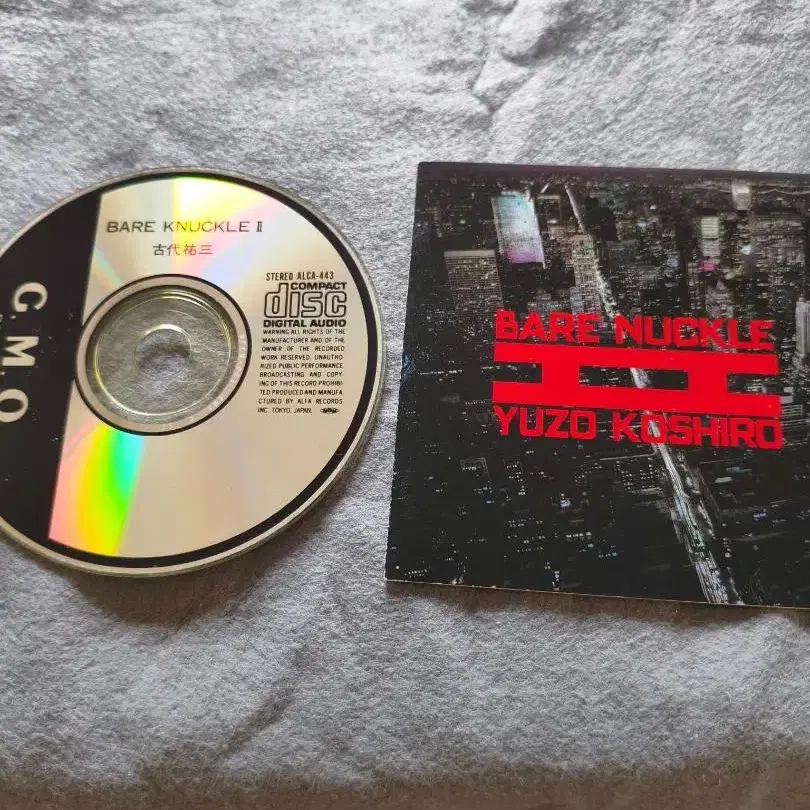 BARE KNUCKLE II
古代祐三
G.M.O
STEREO ALCA-443
COMPACT
disc
DIGITAL AUDIO
WARNING: ALL RIGHTS OF THE
MANUFACTURER AND OF THE
OWNER OF THE RECORDED
WORK RESERVED. UNAUTHO-
RIZED PUBLIC PERFORMANCE.
BROADCASTING AND COPY-
ING OF THIS RECORD PROHIBI-
TED PRODUCED AND MANUFA-
CTURED BY ALFA RECORDS
INC. TOKYO, JAPAN.
BARE NUCKLE
II
YUZO KOSHIRO